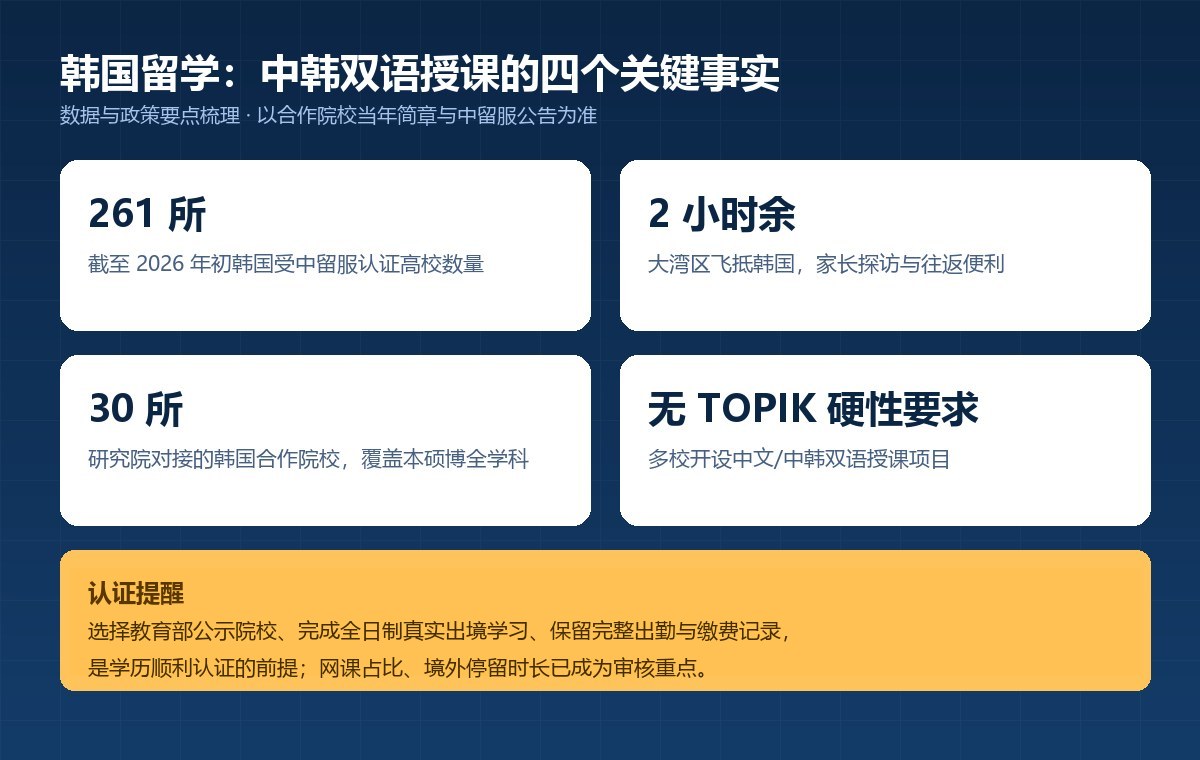 韩国留学：中韩双语授课的四个关键事实
数据与政策要点梳理 · 以合作院校当年简章与中留服公告为准
261 所
截至 2026 年初韩国受中留服认证高校数量
2 小时余
大湾区飞抵韩国，家长探访与往返便利
30 所
研究院对接的韩国合作院校，覆盖本硕博全学科
无 TOPIK 硬性要求
多校开设中文/中韩双语授课项目
认证提醒
选择教育部公示院校、完成全日制真实出境学习、保留完整出勤与缴费记录，
是学历顺利认证的前提；网课占比、境外停留时长已成为审核重点。